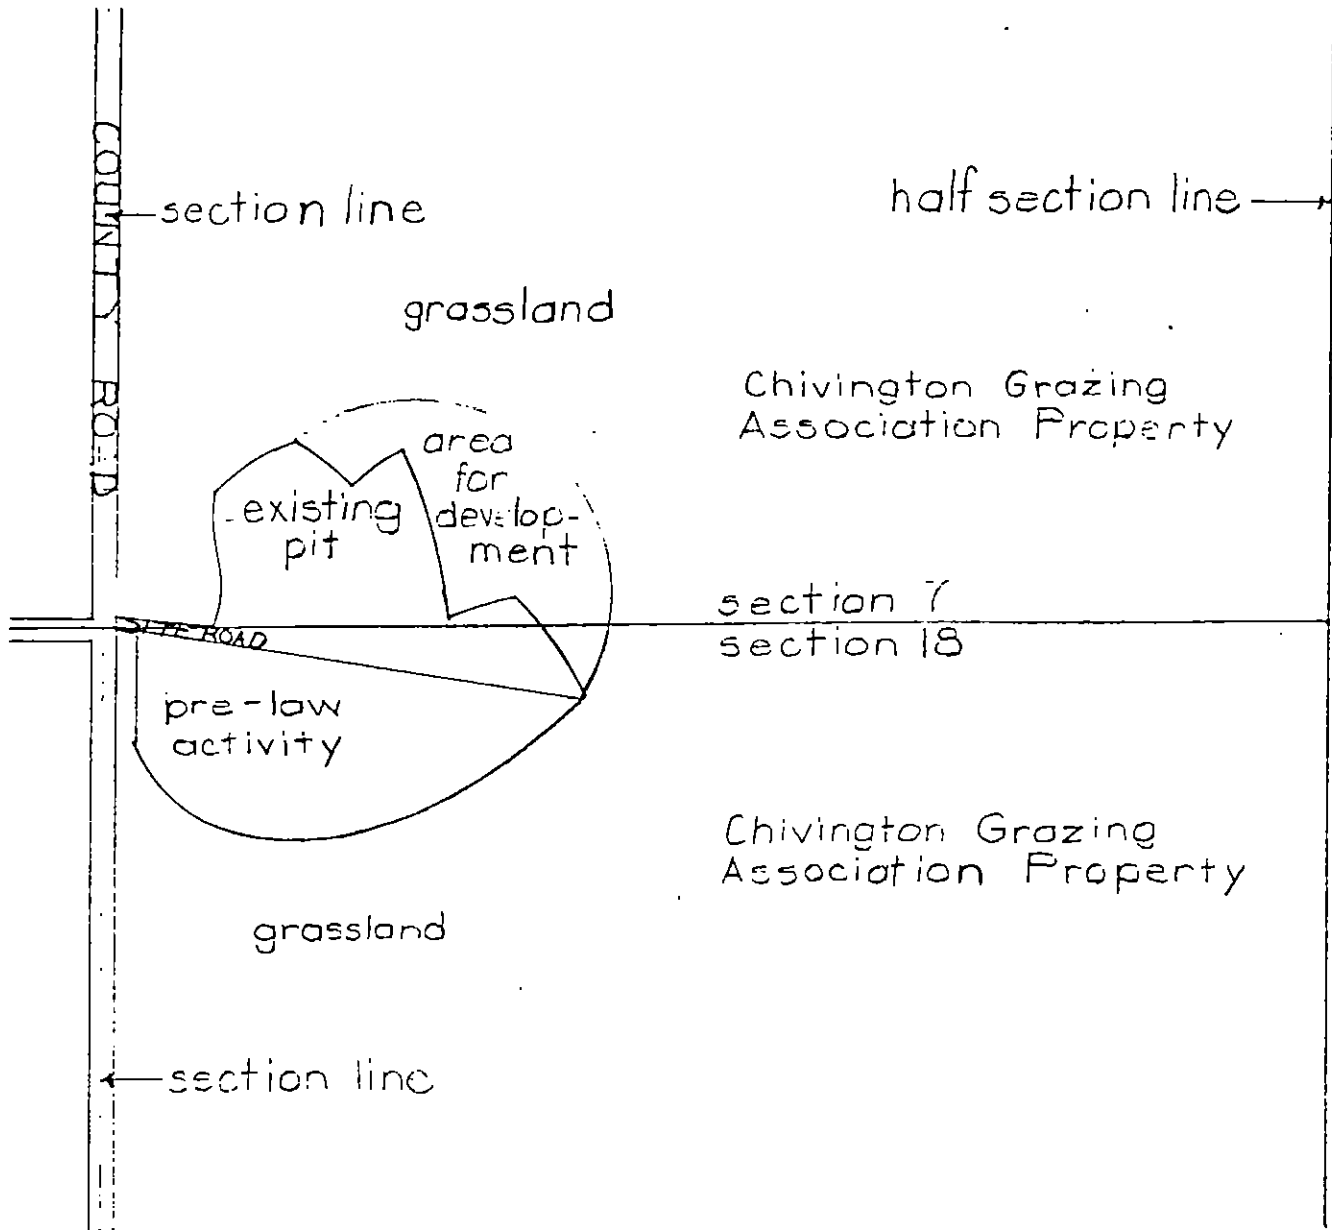 COUNTY ROAD
section line
half section line
grassland
Chivington Grazing
Association Property
area
for
develop-
ment
existing
pit
section 7
section 18
SITE ROAD
pre-law
activity
Chivington Grazing
Association Property
grassland
section line